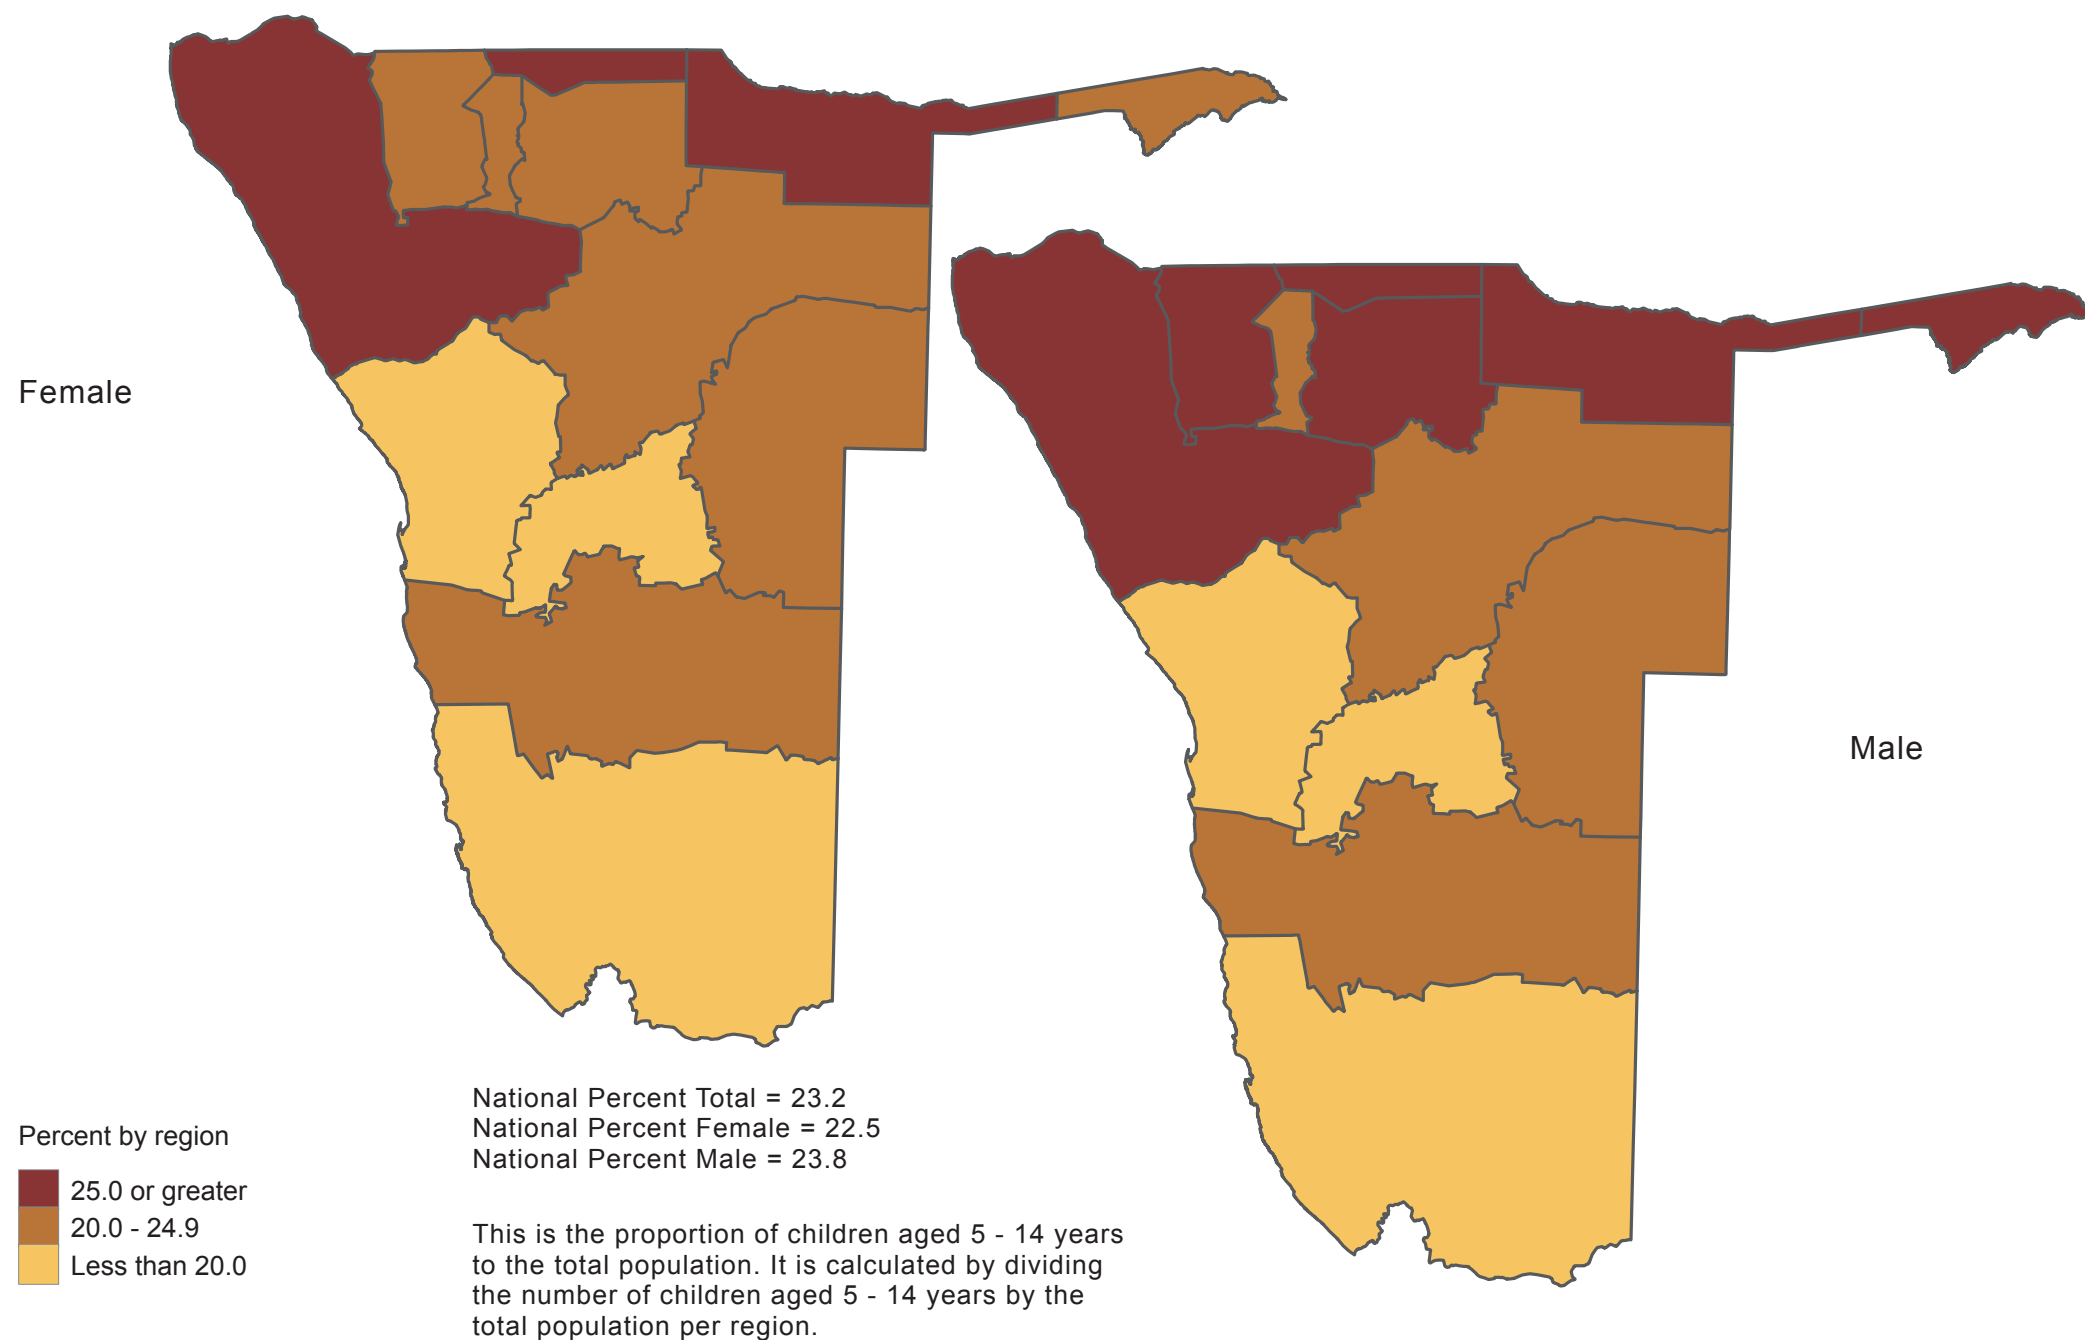 Female
Male
National Percent Total = 23.2
National Percent Female = 22.5
National Percent Male = 23.8
Percent by region
25.0 or greater
20.0 - 24.9
Less than 20.0
This is the proportion of children aged 5 - 14 years
to the total population. It is calculated by dividing
the number of children aged 5 - 14 years by the
total population per region.